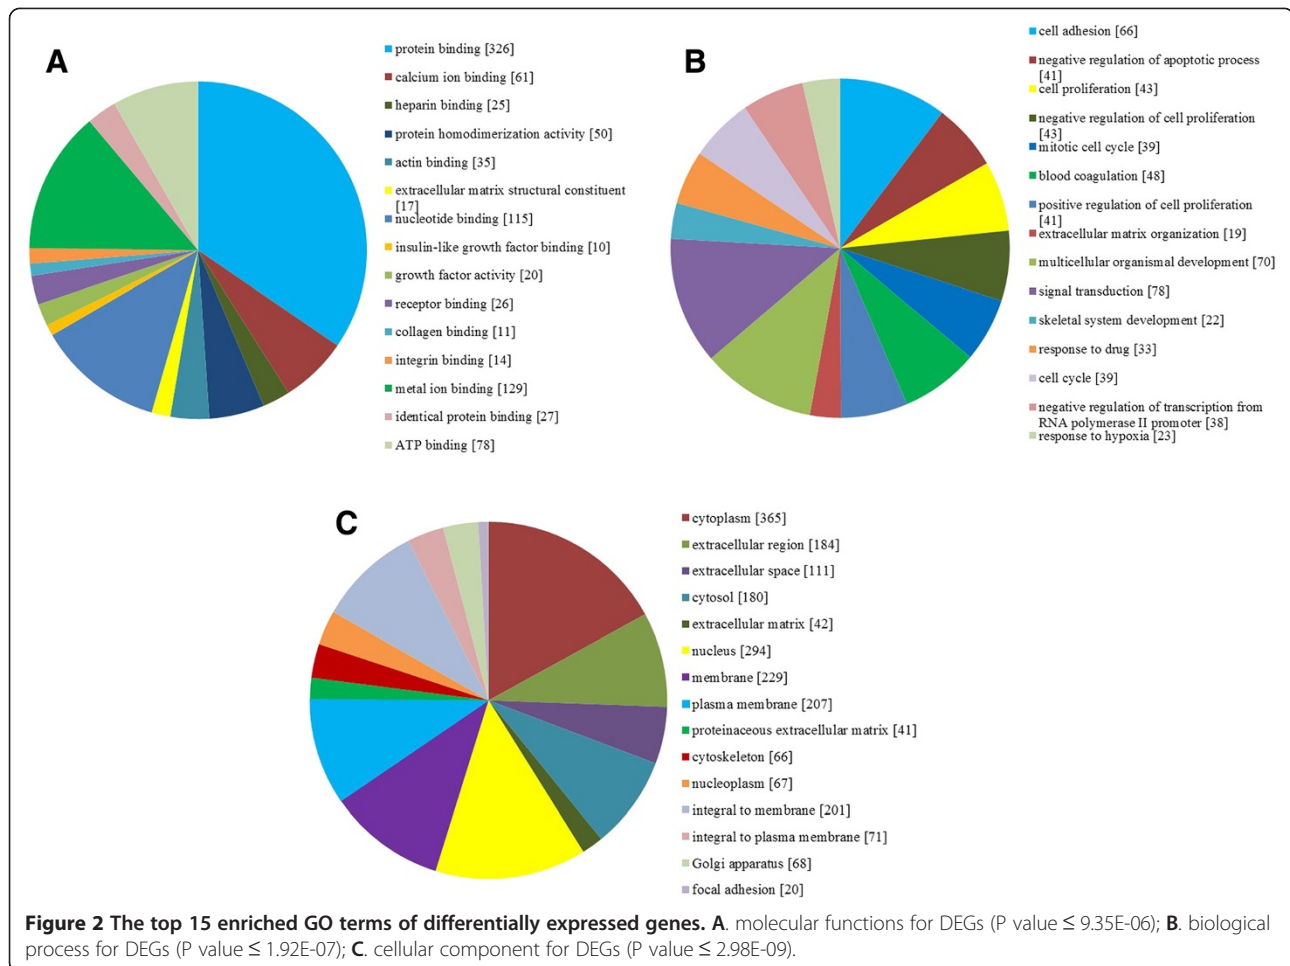 A
protein binding [326]
calcium ion binding [61]
heparin binding [25]
protein homodimerization activity [50]
actin binding [35]
extracellular matrix structural constituent
[17]
nucleotide binding [115]
insulin-like growth factor binding [10]
growth factor activity [20]
receptor binding [26]
collagen binding [11]
integrin binding [14]
metal ion binding [129]
identical protein binding [27]
ATP binding [78]
B
cell adhesion [66]
negative regulation of apoptotic process
[41]
cell proliferation [43]
negative regulation of cell proliferation
[43]
mitotic cell cycle [39]
blood coagulation [48]
positive regulation of cell proliferation
[41]
extracellular matrix organization [19]
multicellular organismal development [70]
signal transduction [78]
skeletal system development [22]
response to drug [33]
cell cycle [39]
negative regulation of transcription from
RNA polymerase II promoter [38]
response to hypoxia [23]
C
cytoplasm [365]
extracellular region [184]
extracellular space [111]
cytosol [180]
extracellular matrix [42]
nucleus [294]
membrane [229]
plasma membrane [207]
proteinaceous extracellular matrix [41]
cytoskeleton [66]
nucleoplasm [67]
integral to membrane [201]
integral to plasma membrane [71]
Golgi apparatus [68]
focal adhesion [20]
Figure 2 The top 15 enriched GO terms of differentially expressed genes. A. molecular functions for DEGs (P value ≤ 9.35E-06); B. biological
process for DEGs (P value ≤ 1.92E-07); C. cellular component for DEGs (P value ≤ 2.98E-09).